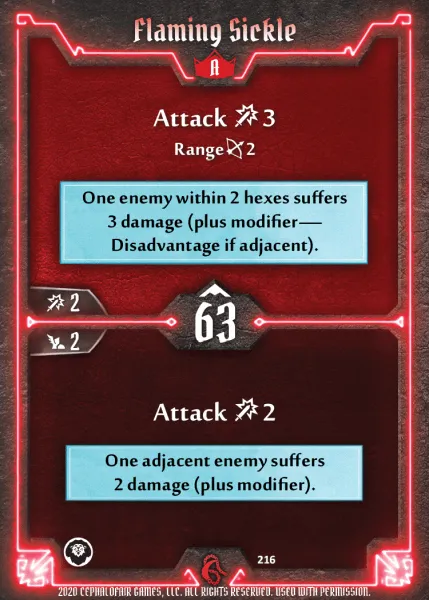 Flaming Sickle
A
Attack 3
Range 2
One enemy within 2 hexes suffers
3 damage (plus modifier—
Disadvantage if adjacent).
2
63
2
Attack 2
One adjacent enemy suffers
2 damage (plus modifier).
216
2020 CEPHALOFAIR GAMES, LLC. ALL RIGHTS RESERVED. USED WITH PERMISSION.